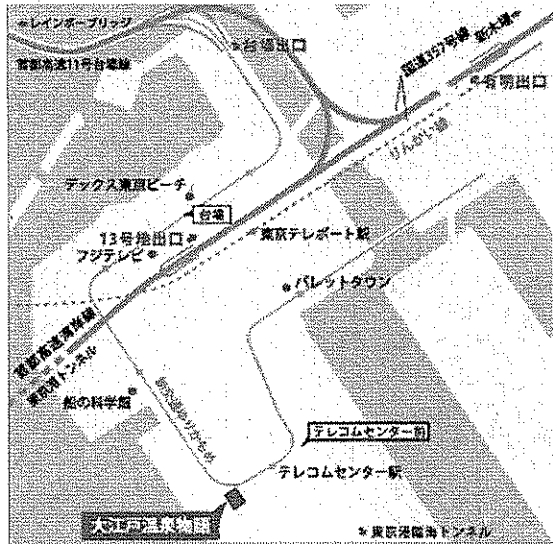 レインボーブリッジ
首都高速11号台場線
台場出口
国道357号線
新木場
有明出口
りんかい線
デックス東京ビーチ
台場
13号地出口
フジテレビ
東京テレポート駅
パレットタウン
首都高速湾岸線
東京港トンネル
船の科学館
テレコムセンター前
テレコムセンター駅
大江戸温泉物語
東京港臨海トンネル